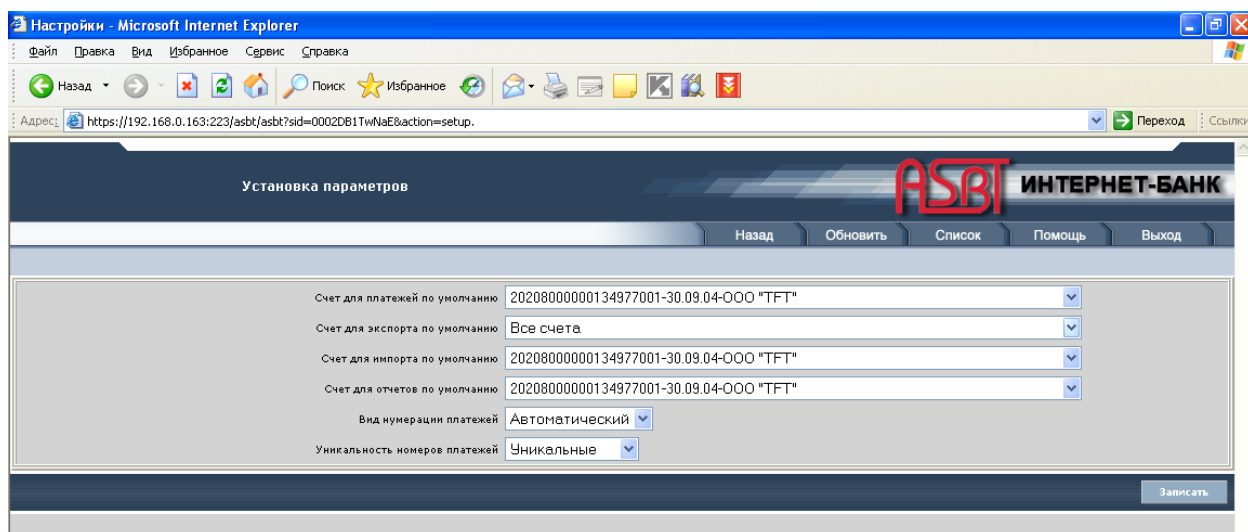 Настройки - Microsoft Internet Explorer
Файл Правка Вид Избранное Сервис Справка
Назад Поиск Избранное
Адрес: https://192.168.0.163:223/asbt/asbt?sid=0002DB1TwNaE&action=setup. Переход Ссылки
Установка параметров ASBT ИНТЕРНЕТ-БАНК
Назад Обновить Список Помощь Выход
Счет для платежей по умолчанию 20208000000134977001-30.09.04-ООО "TFT"
Счет для экспорта по умолчанию Все счета
Счет для импорта по умолчанию 20208000000134977001-30.09.04-ООО "TFT"
Счет для отчетов по умолчанию 20208000000134977001-30.09.04-ООО "TFT"
Вид нумерации платежей Автоматический
Уникальность номеров платежей Уникальные
Записать